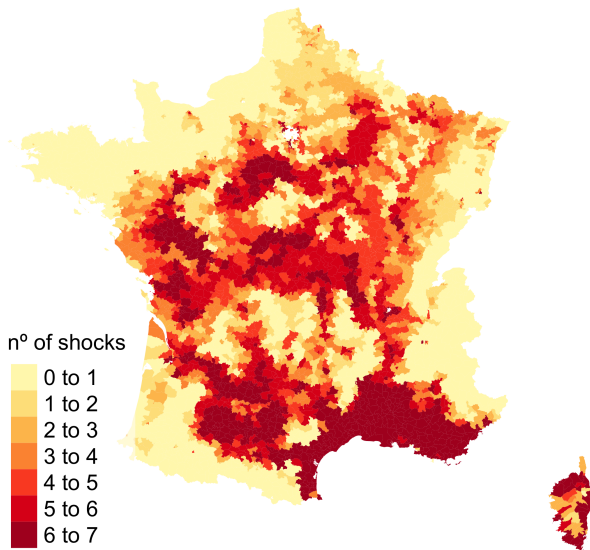 nº of shocks
0 to 1
1 to 2
2 to 3
3 to 4
4 to 5
5 to 6
6 to 7